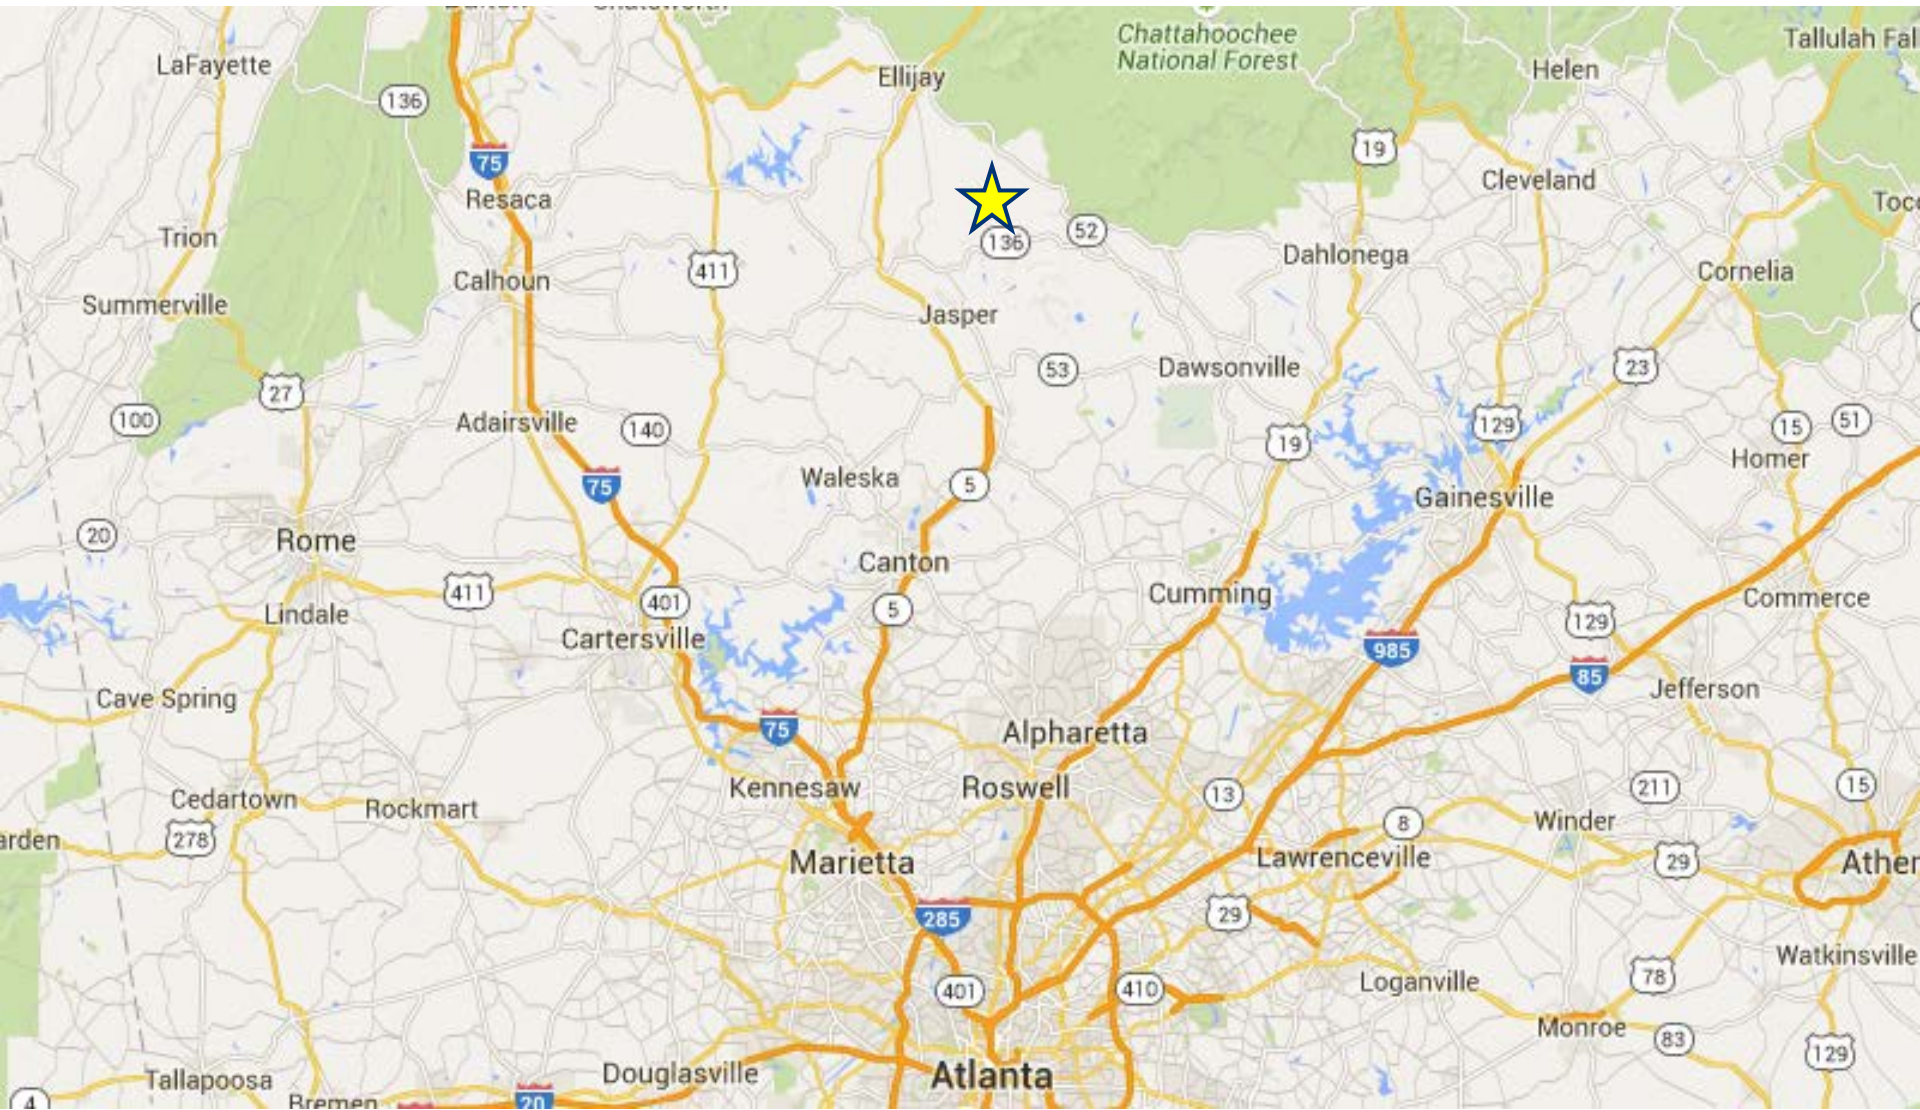 Chattahoochee
National Forest
Tallulah Fal
LaFayette
Ellijay
Helen
136
19
75
Cleveland
Resaca
Trion
136
52
Dahlonega
411
Calhoun
Cornelia
Summerville
Jasper
27
53
Dawsonville
23
100
Adairsville
140
19
129
15
51
Homer
Waleska
75
5
Gainesville
20
Rome
Canton
411
401
5
Cumming
Commerce
Lindale
129
Cartersville
985
85
Jefferson
Cave Spring
75
Alpharetta
Kennesaw
Roswell
13
211
15
Cedartown
Rockmart
278
arden
8
Winder
Marietta
Lawrenceville
29
Ather
285
29
Watkinsville
401
410
Loganville
78
Monroe
83
129
Tallapoosa
Douglasville
Atlanta
4
Bremen
20